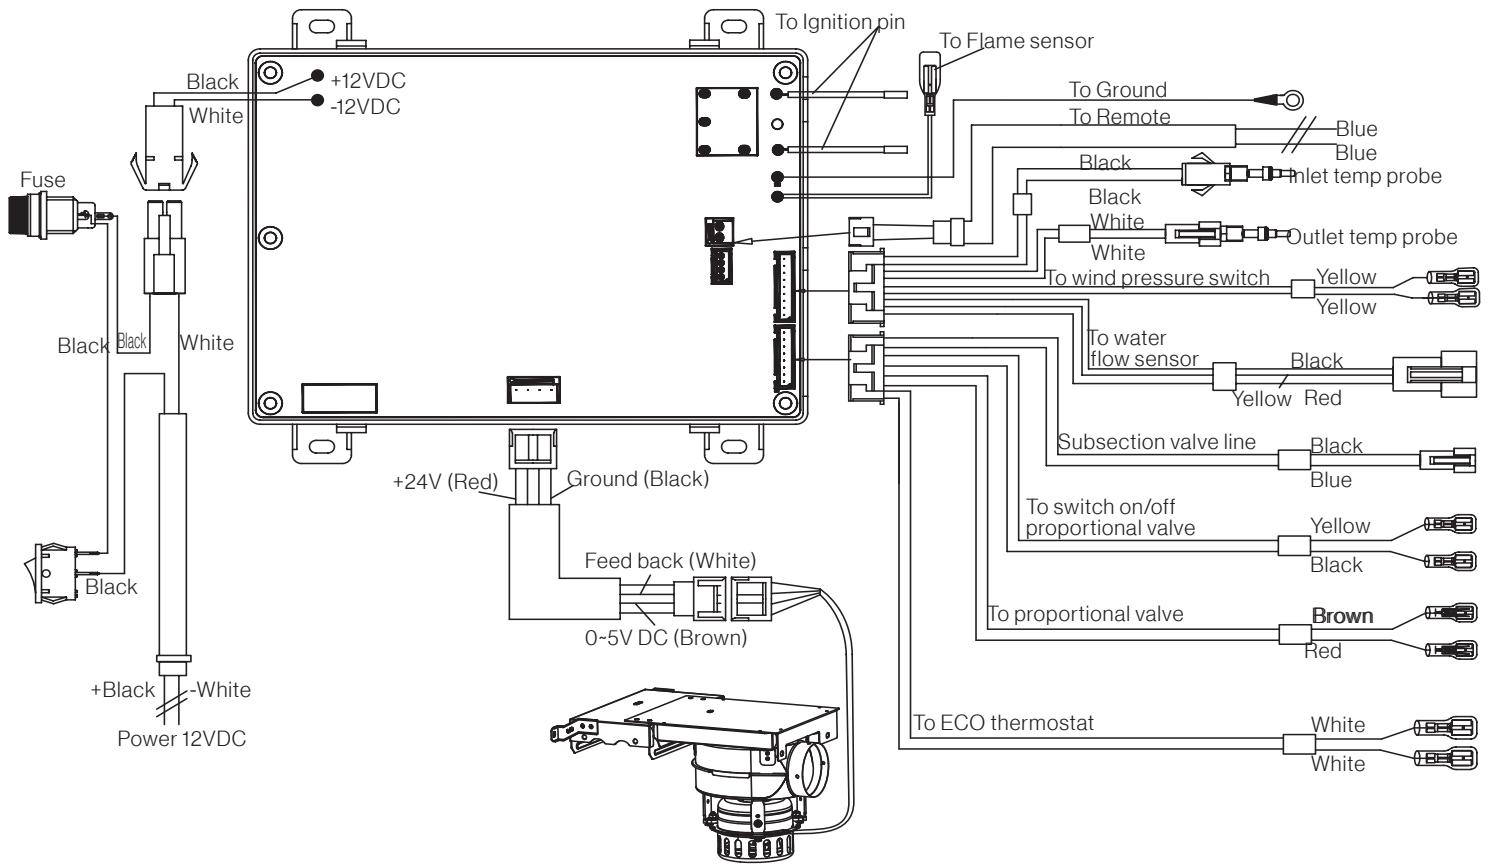 To Ignition pin
To Flame sensor
Black
+12VDC
To Ground
White
-12VDC
To Remote
Blue
Blue
Black
Inlet temp probe
Fuse
Black
White
Outlet temp probe
White
To wind pressure switch
Yellow
Yellow
Black
Black
White
To water
flow sensor
Black
Yellow
Red
Subsection valve line
Black
Blue
+24V (Red)
Ground (Black)
To switch on/off
proportional valve
Yellow
Black
Black
Feed back (White)
0~5V DC (Brown)
To proportional valve
Brown
Red
+Black
-White
Power 12VDC
To ECO thermostat
White
White